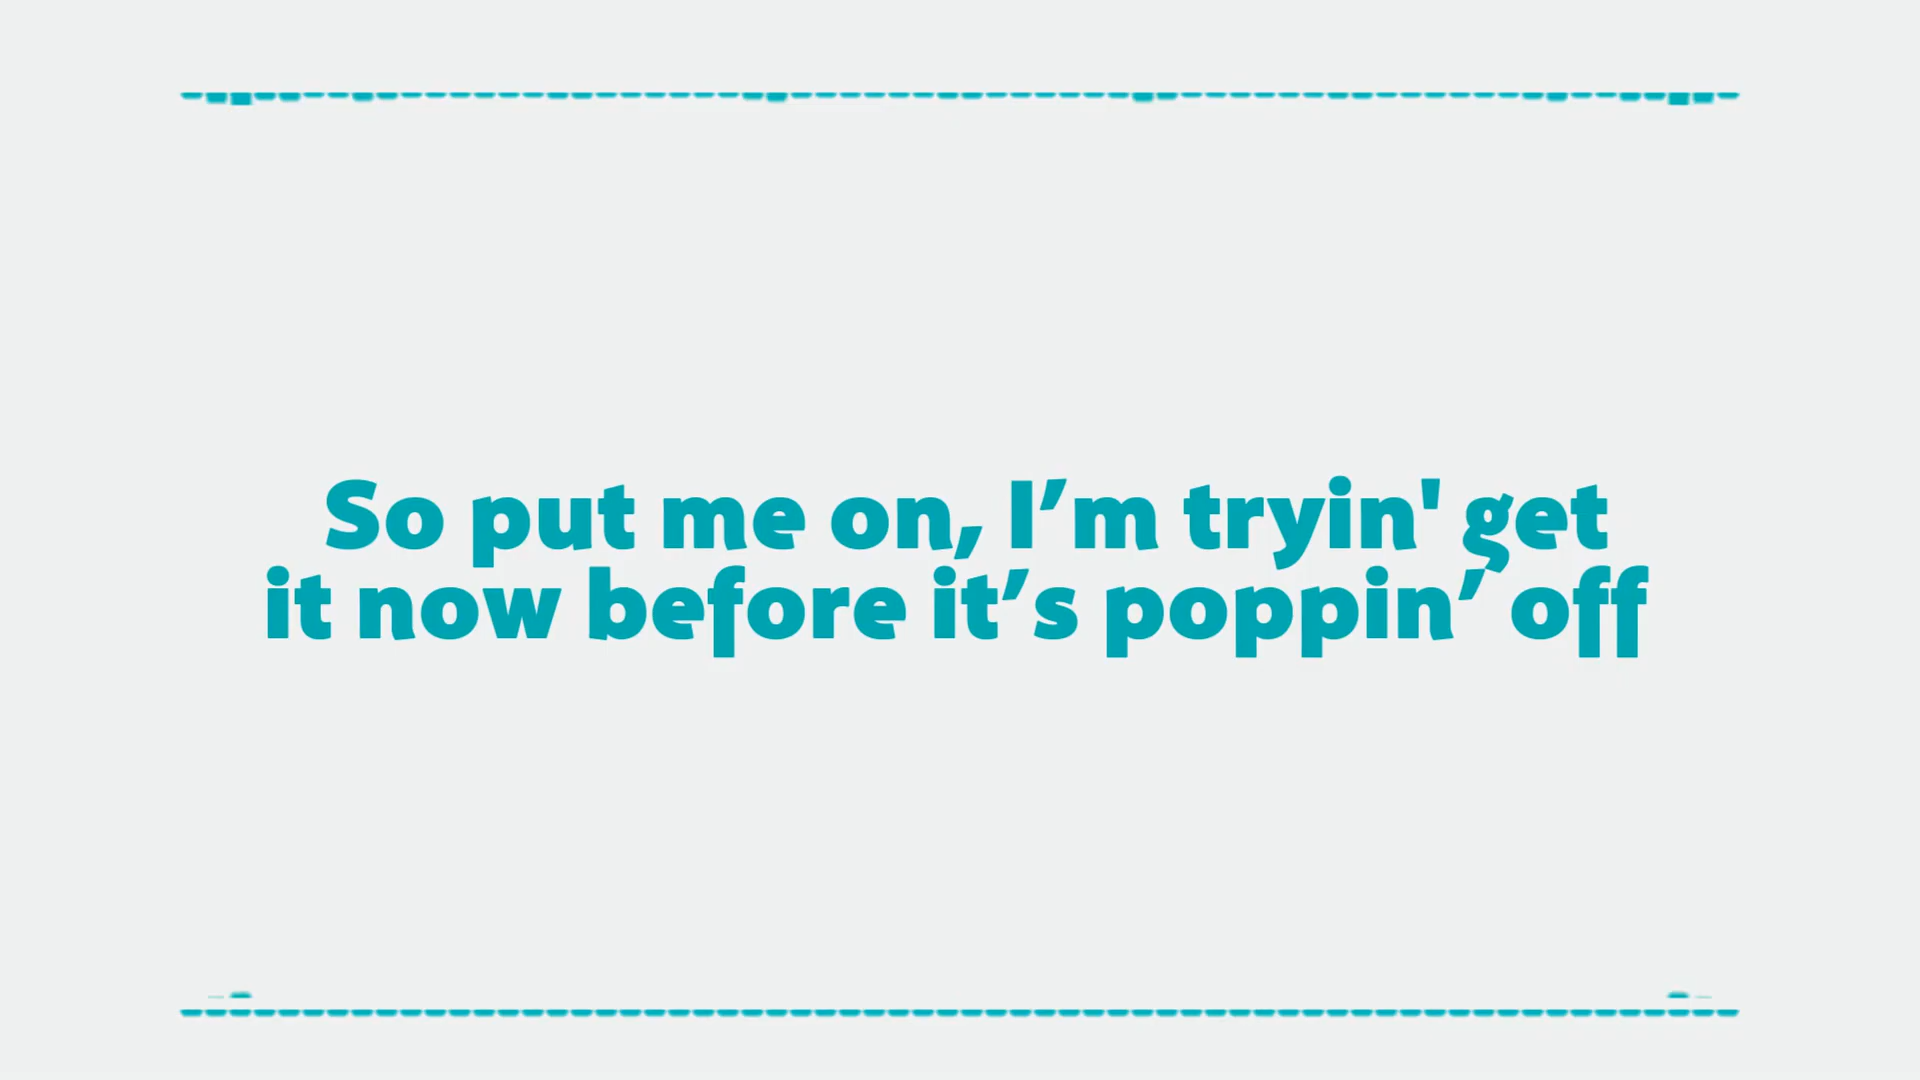 So put me on, I’m tryin' get
it now before it’s poppin’ off